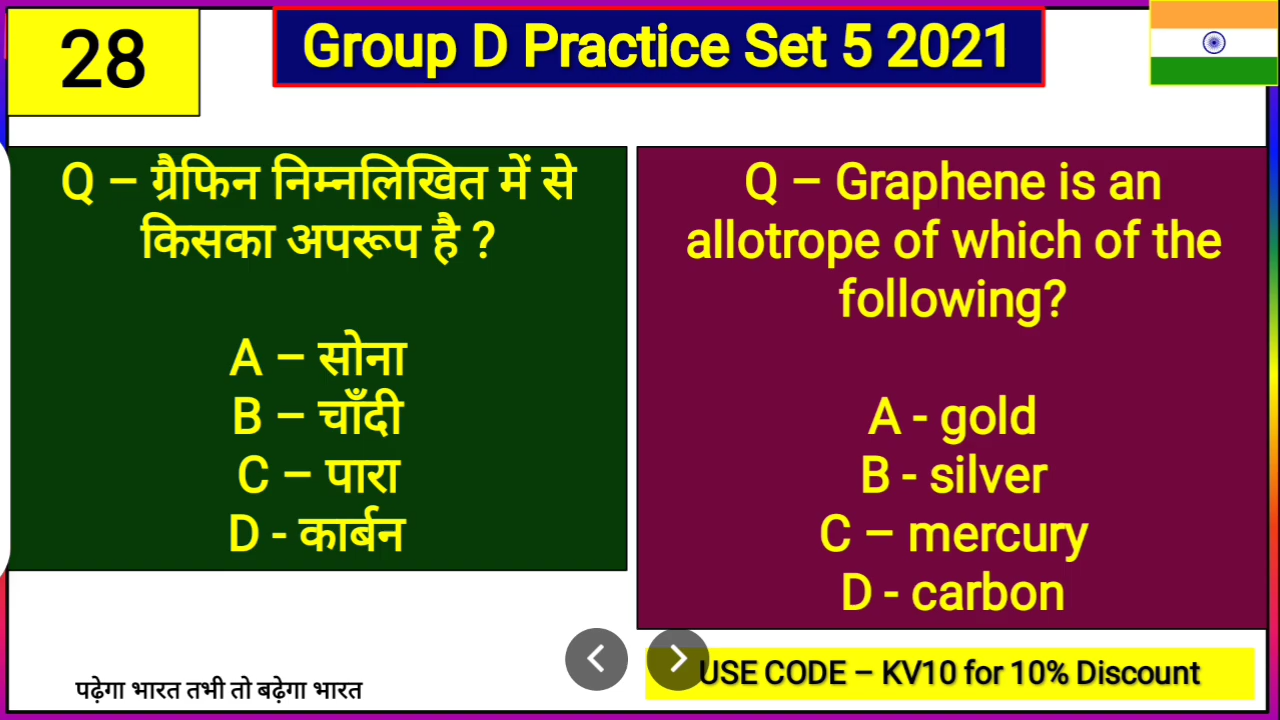 28
Group D Practice Set 5 2021
Q – ग्रैफिन निम्नलिखित में से
किसका अपरूप है ?
A – सोना
B – चाँदी
C – पारा
D - कार्बन
Q – Graphene is an
allotrope of which of the
following?
A - gold
B - silver
C – mercury
D - carbon
पढ़ेगा भारत तभी तो बढ़ेगा भारत
USE CODE – KV10 for 10% Discount